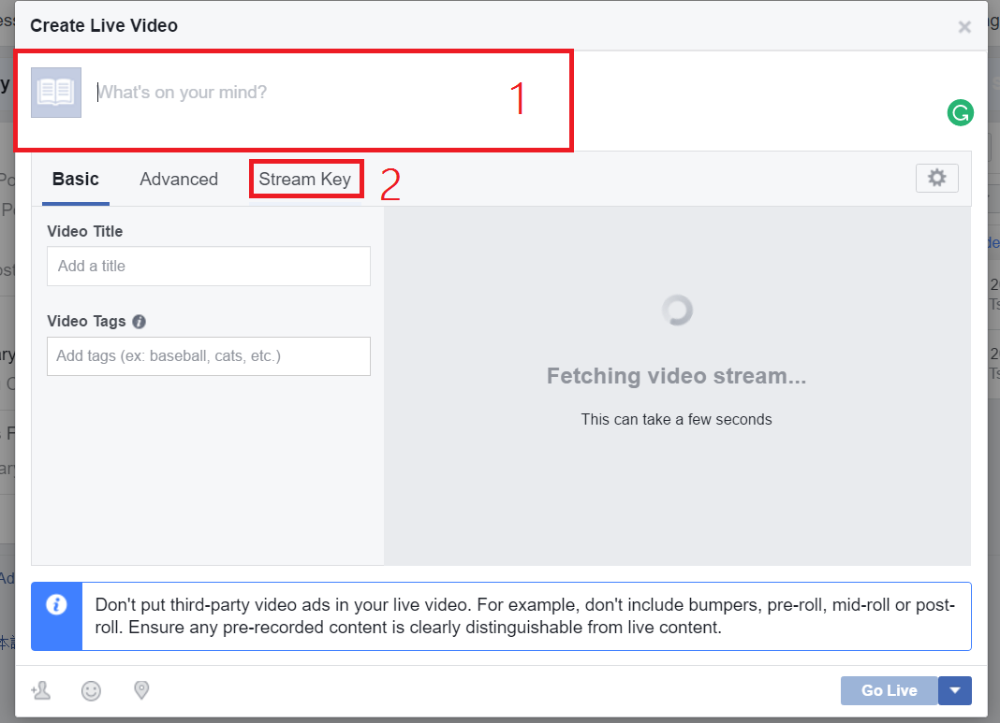 Create Live Video
What's on your mind?
1
Basic Advanced Stream Key 2
Video Title
Add a title
Video Tags
Add tags (ex: baseball, cats, etc.)
Fetching video stream...
This can take a few seconds
Don't put third-party video ads in your live video. For example, don't include bumpers, pre-roll, mid-roll or post-
roll. Ensure any pre-recorded content is clearly distinguishable from live content.
Go Live